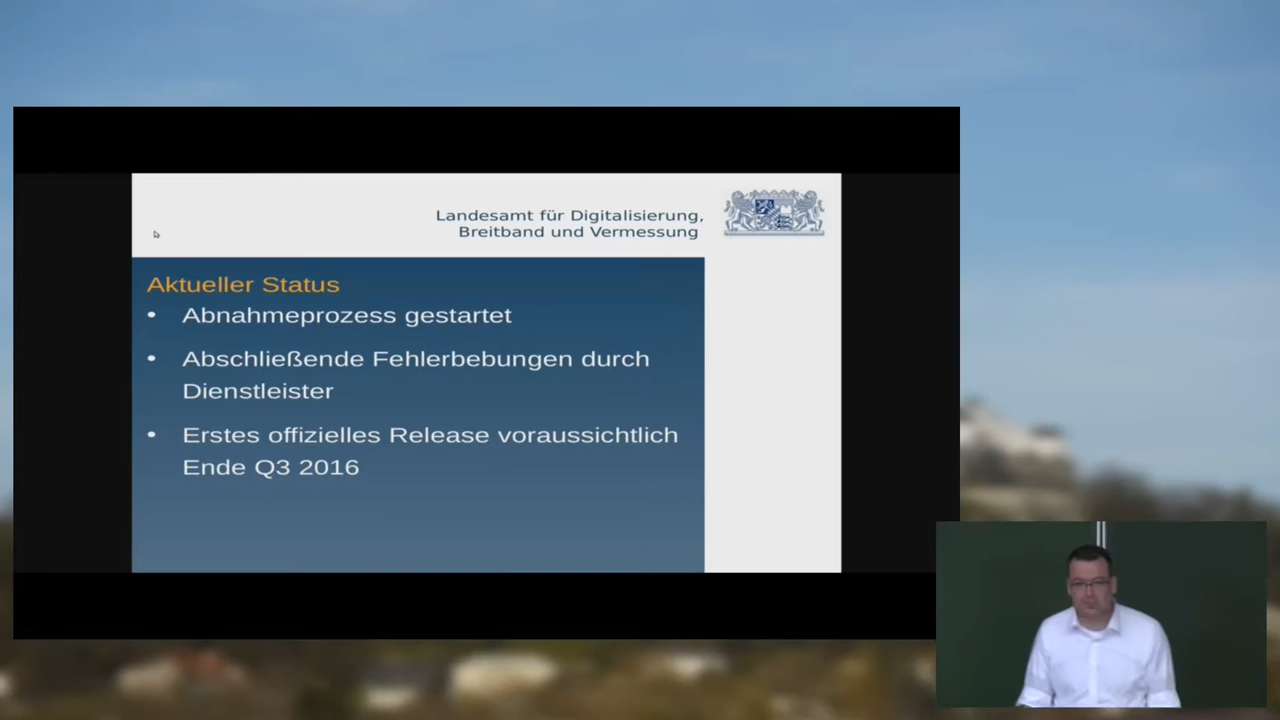 Landesamt für Digitalisierung,
Breitband und Vermessung
Aktueller Status
• Abnahmeprozess gestartet
• Abschließende Fehlerbebungen durch
Dienstleister
• Erstes offizielles Release voraussichtlich
Ende Q3 2016